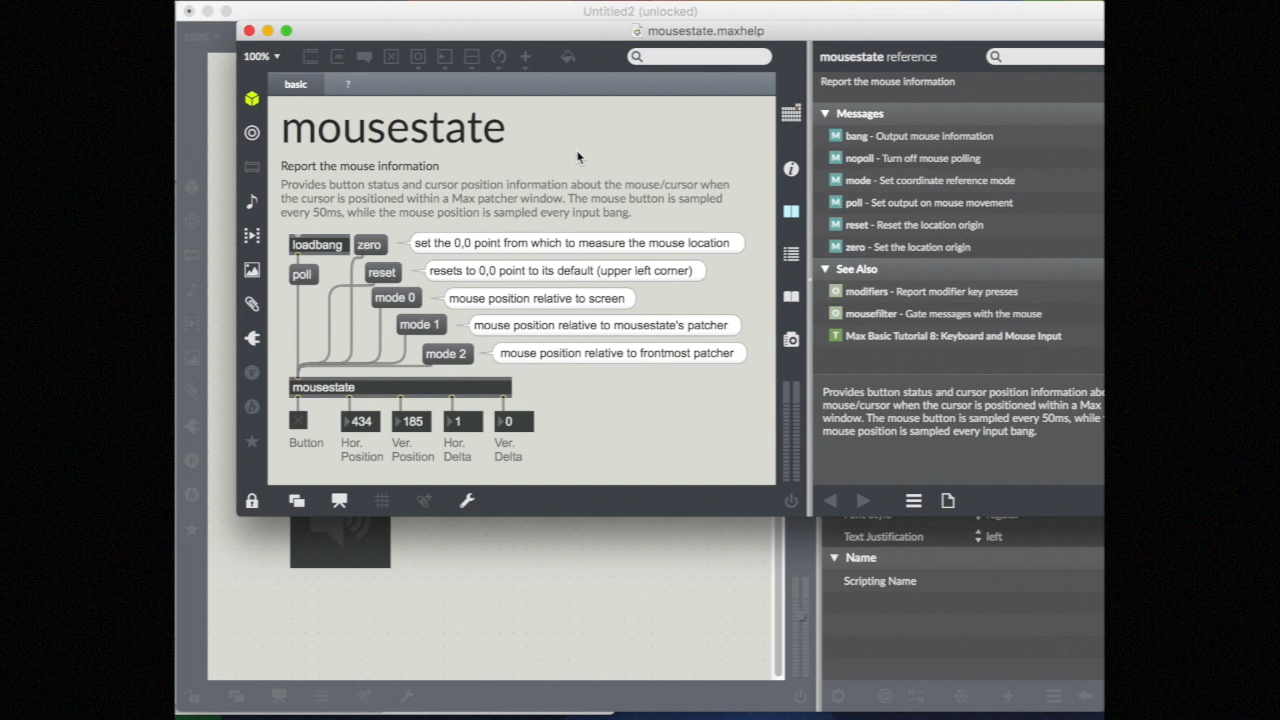 Untitled2 (unlocked)
mousestate.maxhelp
100%
100%
mousestate reference
basic
?
mousestate
Report the mouse information
Provides button status and cursor position information about the mouse/cursor when
the cursor is positioned within a Max patcher window. The mouse button is sampled
every 50ms, while the mouse position is sampled every input bang.
loadbang
zero
set the 0,0 point from which to measure the mouse location
poll
reset
resets to 0,0 point to its default (upper left corner)
mode 0
mouse position relative to screen
mode 1
mouse position relative to mousestate's patcher
mode 2
mouse position relative to frontmost patcher
mousestate
434
185
1
0
Button
Hor.
Position
Ver.
Position
Hor.
Delta
Ver.
Delta
Report the mouse information
Messages
M bang - Output mouse information
M nopoll - Turn off mouse polling
M mode - Set coordinate reference mode
M poll - Set output on mouse movement
M reset - Reset the location origin
M zero - Set the location origin
See Also
O modifiers - Report modifier key presses
O mousefilter - Gate messages with the mouse
T Max Basic Tutorial 8: Keyboard and Mouse Input
Provides button status and cursor position information abo
mouse/cursor when the cursor is positioned within a Max
window. The mouse button is sampled every 50ms, while
mouse position is sampled every input bang.
Text Justification
left
Name
Scripting Name